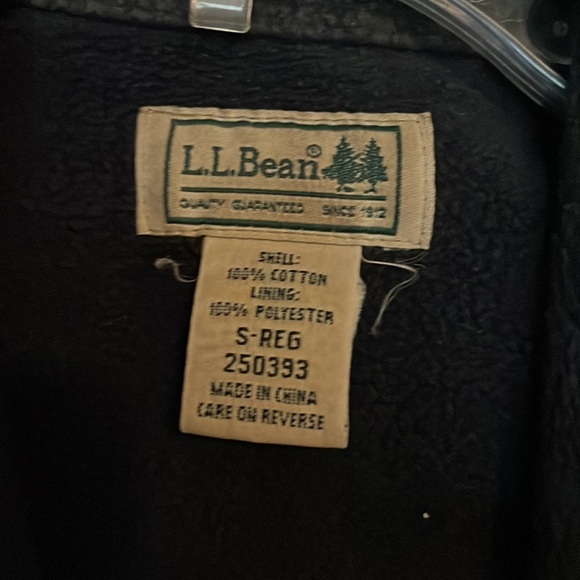 L.L.Bean®
QUALITY GUARANTEED SINCE 1912
SHELL:
100% COTTON
LINING:
100% POLYESTER
S-REG
250393
MADE IN CHINA
CARE ON REVERSE